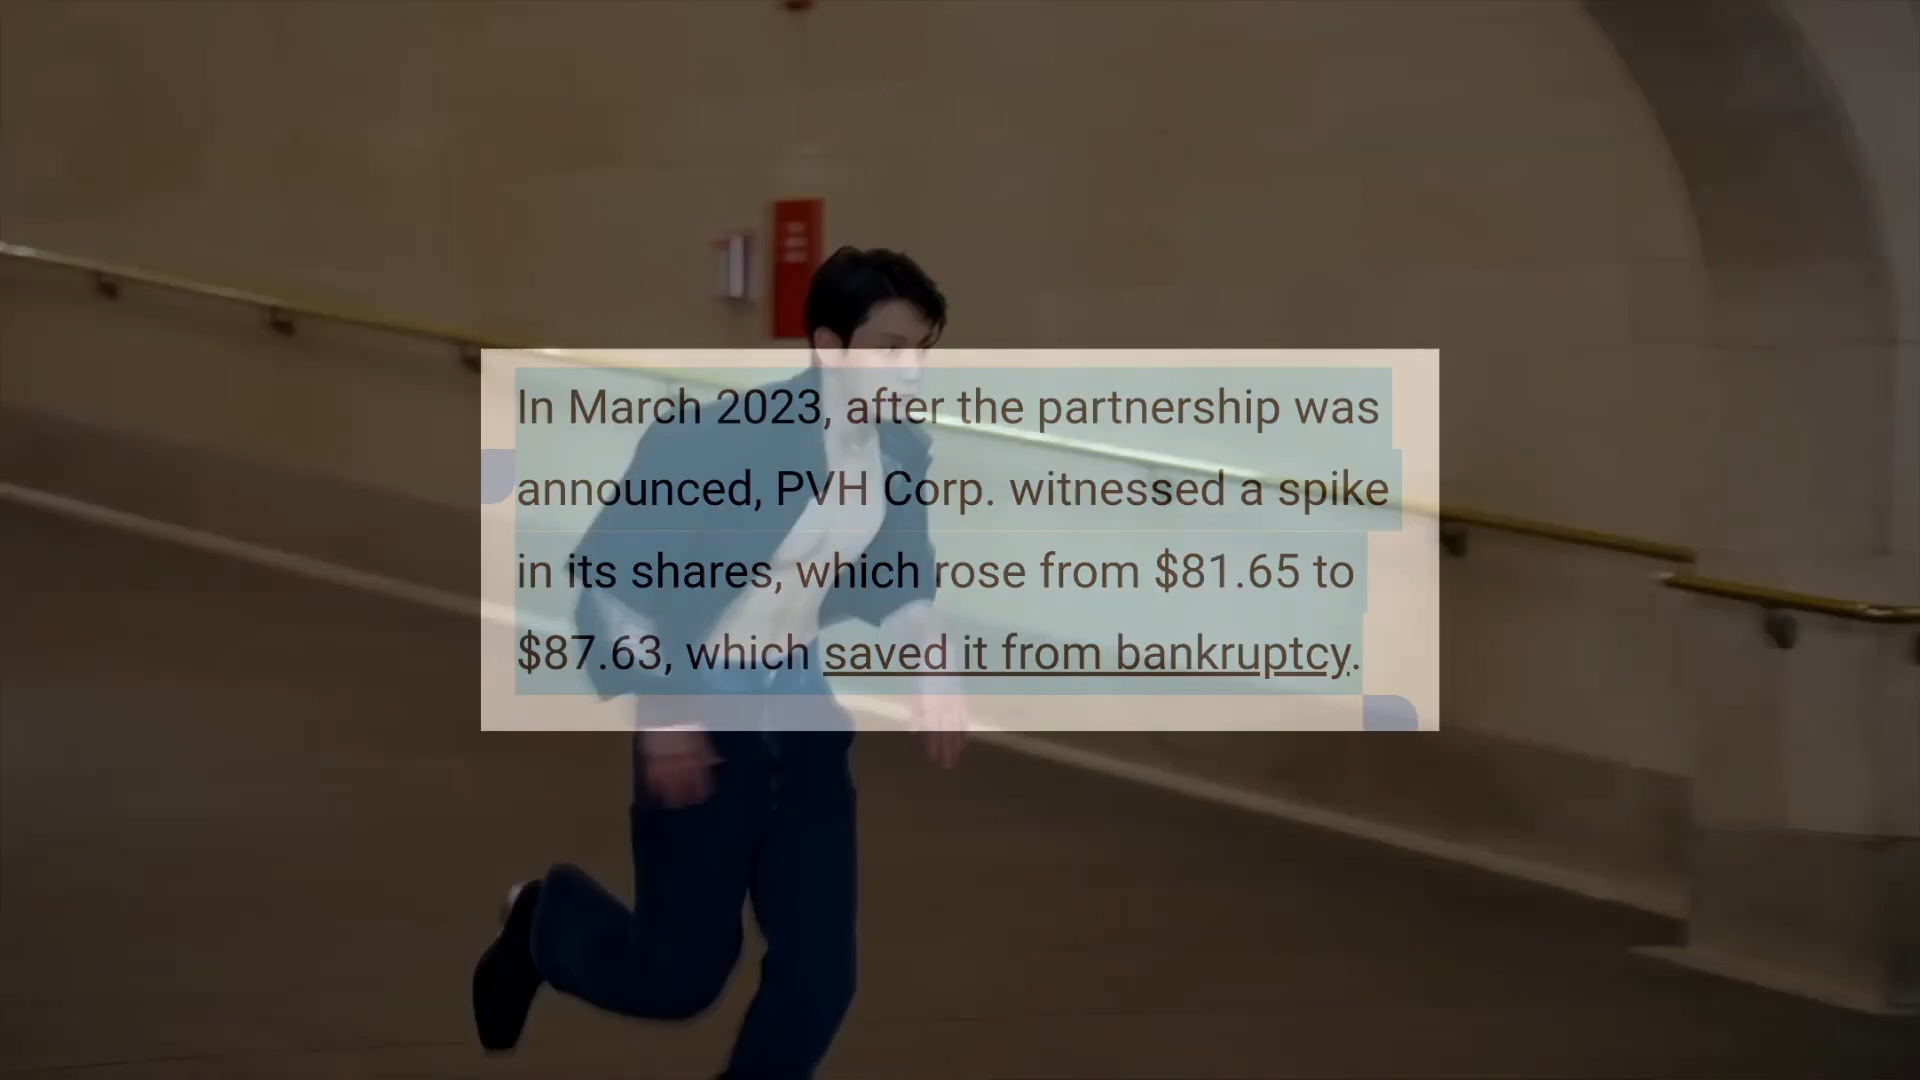 In March 2023, after the partnership was
announced, PVH Corp. witnessed a spike
in its shares, which rose from $81.65 to
$87.63, which saved it from bankruptcy.